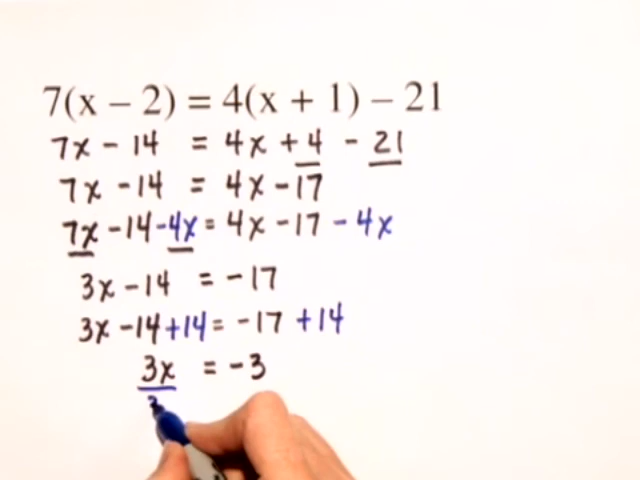 7(x – 2) = 4(x + 1) – 21
7x - 14 = 4x + 4 - 21
7x - 14 = 4x - 17
7x - 14 - 4x = 4x - 17 - 4x
3x - 14 = -17
3x - 14 + 14 = -17 + 14
3x = -3
3